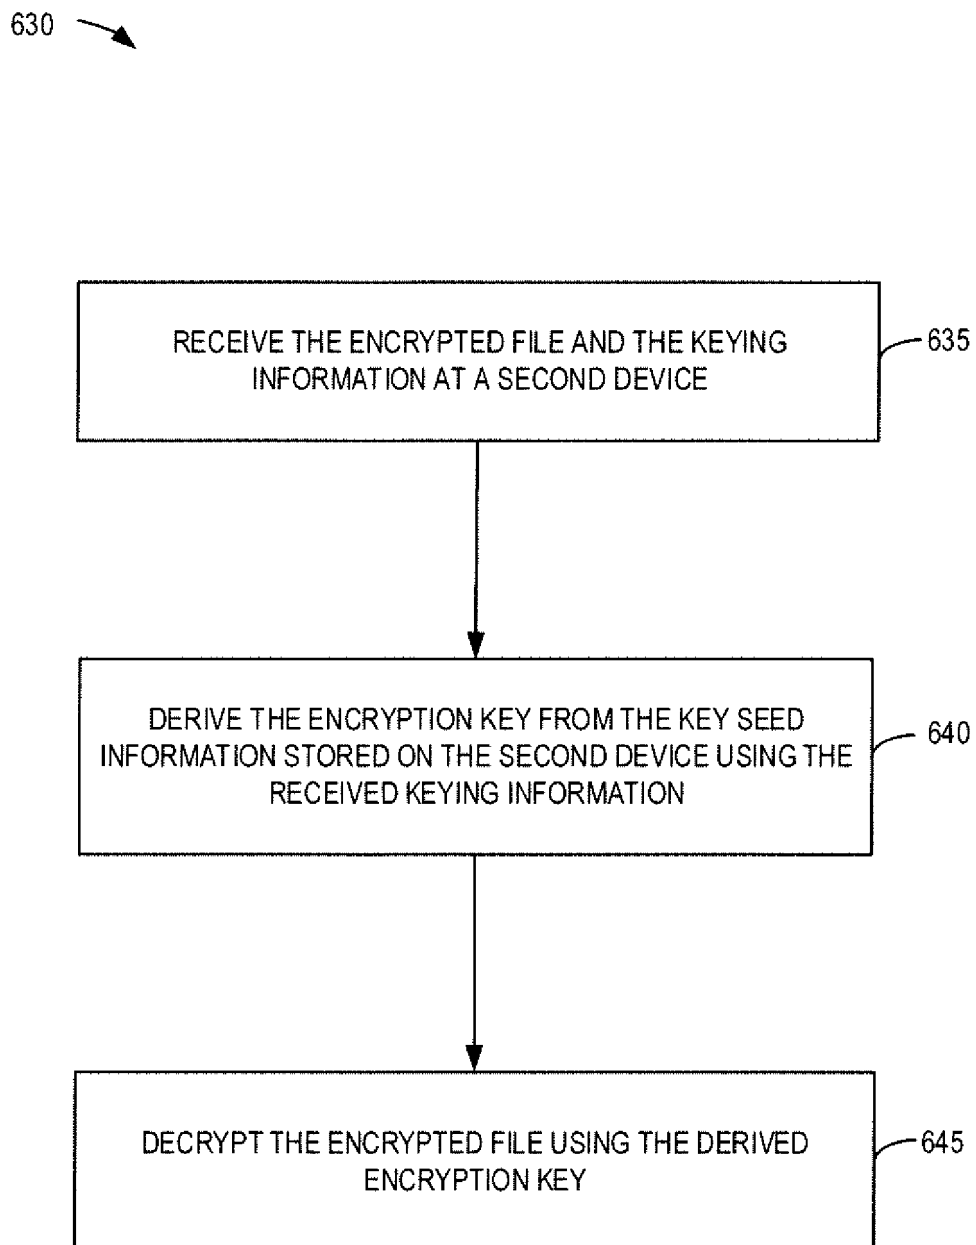 630
RECEIVE THE ENCRYPTED FILE AND THE KEYING
INFORMATION AT A SECOND DEVICE
635
DERIVE THE ENCRYPTION KEY FROM THE KEY SEED
INFORMATION STORED ON THE SECOND DEVICE USING THE
RECEIVED KEYING INFORMATION
640
DECRYPT THE ENCRYPTED FILE USING THE DERIVED
ENCRYPTION KEY
645